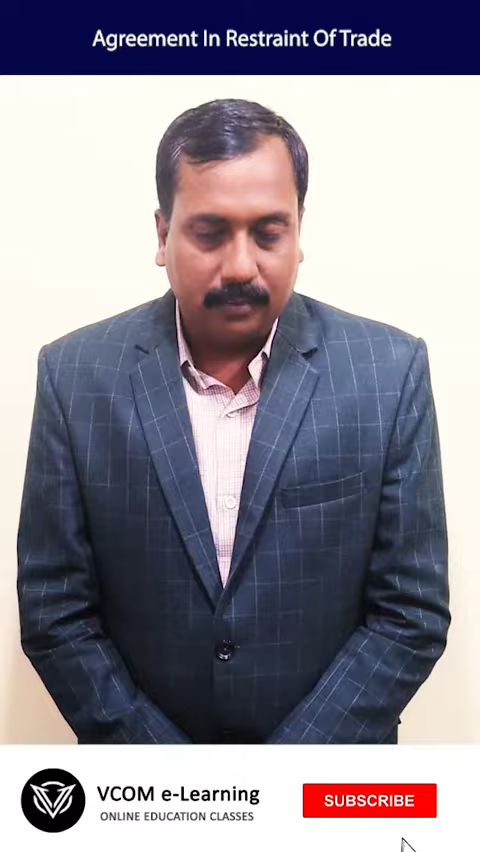 Agreement In Restraint Of Trade
VCOM e-Learning
ONLINE EDUCATION CLASSES
SUBSCRIBE